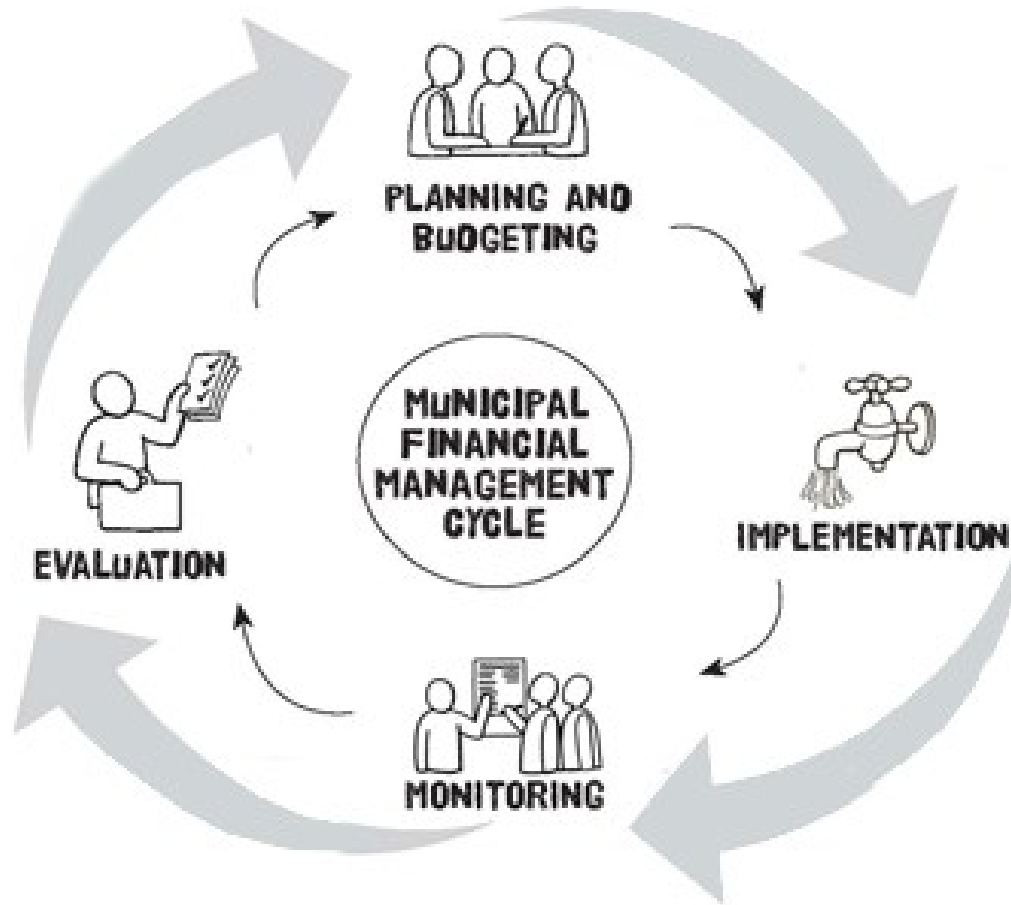 PLANNING AND
BUDGETING
MUNICIPAL
FINANCIAL
MANAGEMENT
CYCLE
IMPLEMENTATION
EVALUATION
MONITORING